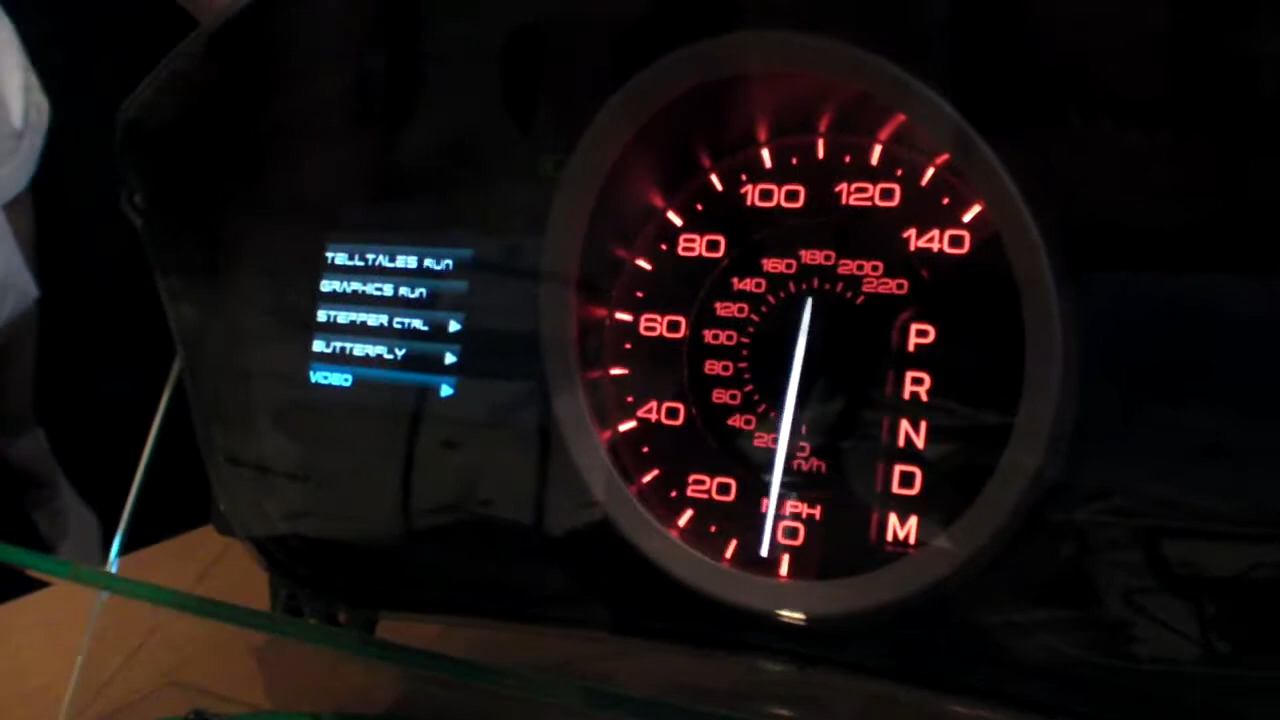 TELLTALES RUN
GRAPHICS RUN
STEPPER CTRL
BUTTERFLY
VIDEO
100 120
80 140
60
40
20
MPH
0
180
160 200
140 220
120
100
80
60
40
20
P
R
N
D
M